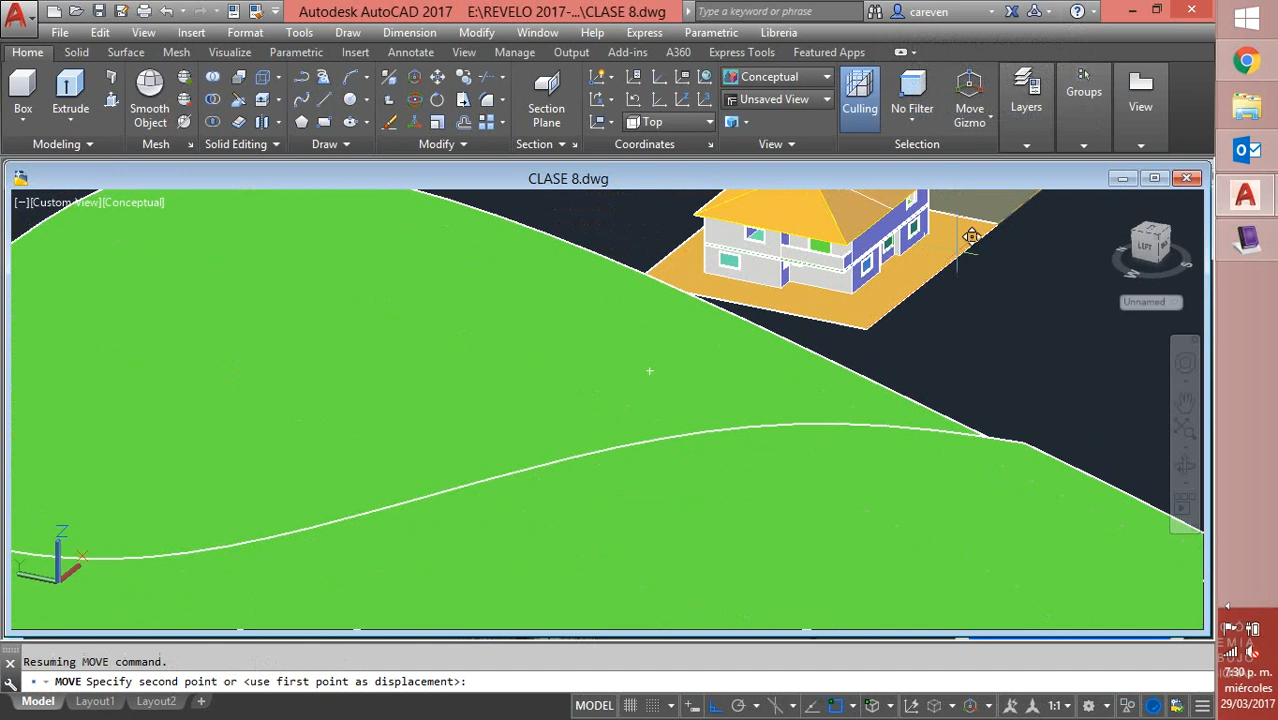 Autodesk AutoCAD 2017 E:\REVELO 2017-...\CLASE 8.dwg
Type a keyword or phrase
careven
File Edit View Insert Format Tools Draw Dimension Modify Window Help Express Parametric Libreria
Home Solid Surface Mesh Visualize Parametric Insert Annotate View Manage Output Add-ins A360 Express Tools Featured Apps
Box
Extrude
Smooth Object
Section Plane
Conceptual
Unsaved View
Top
Culling
No Filter
Move Gizmo
Layers
Groups
View
Modeling Mesh Solid Editing Draw Modify Section Coordinates View Selection
CLASE 8.dwg
[−][Custom View][Conceptual]
LEFT
W
S
Unnamed
Z
Y
X
Resuming MOVE command.
MOVE Specify second point or <use first point as displacement>:
Model Layout1 Layout2 +
MODEL
1:1
7:30 p. m.
miércoles
29/03/2017